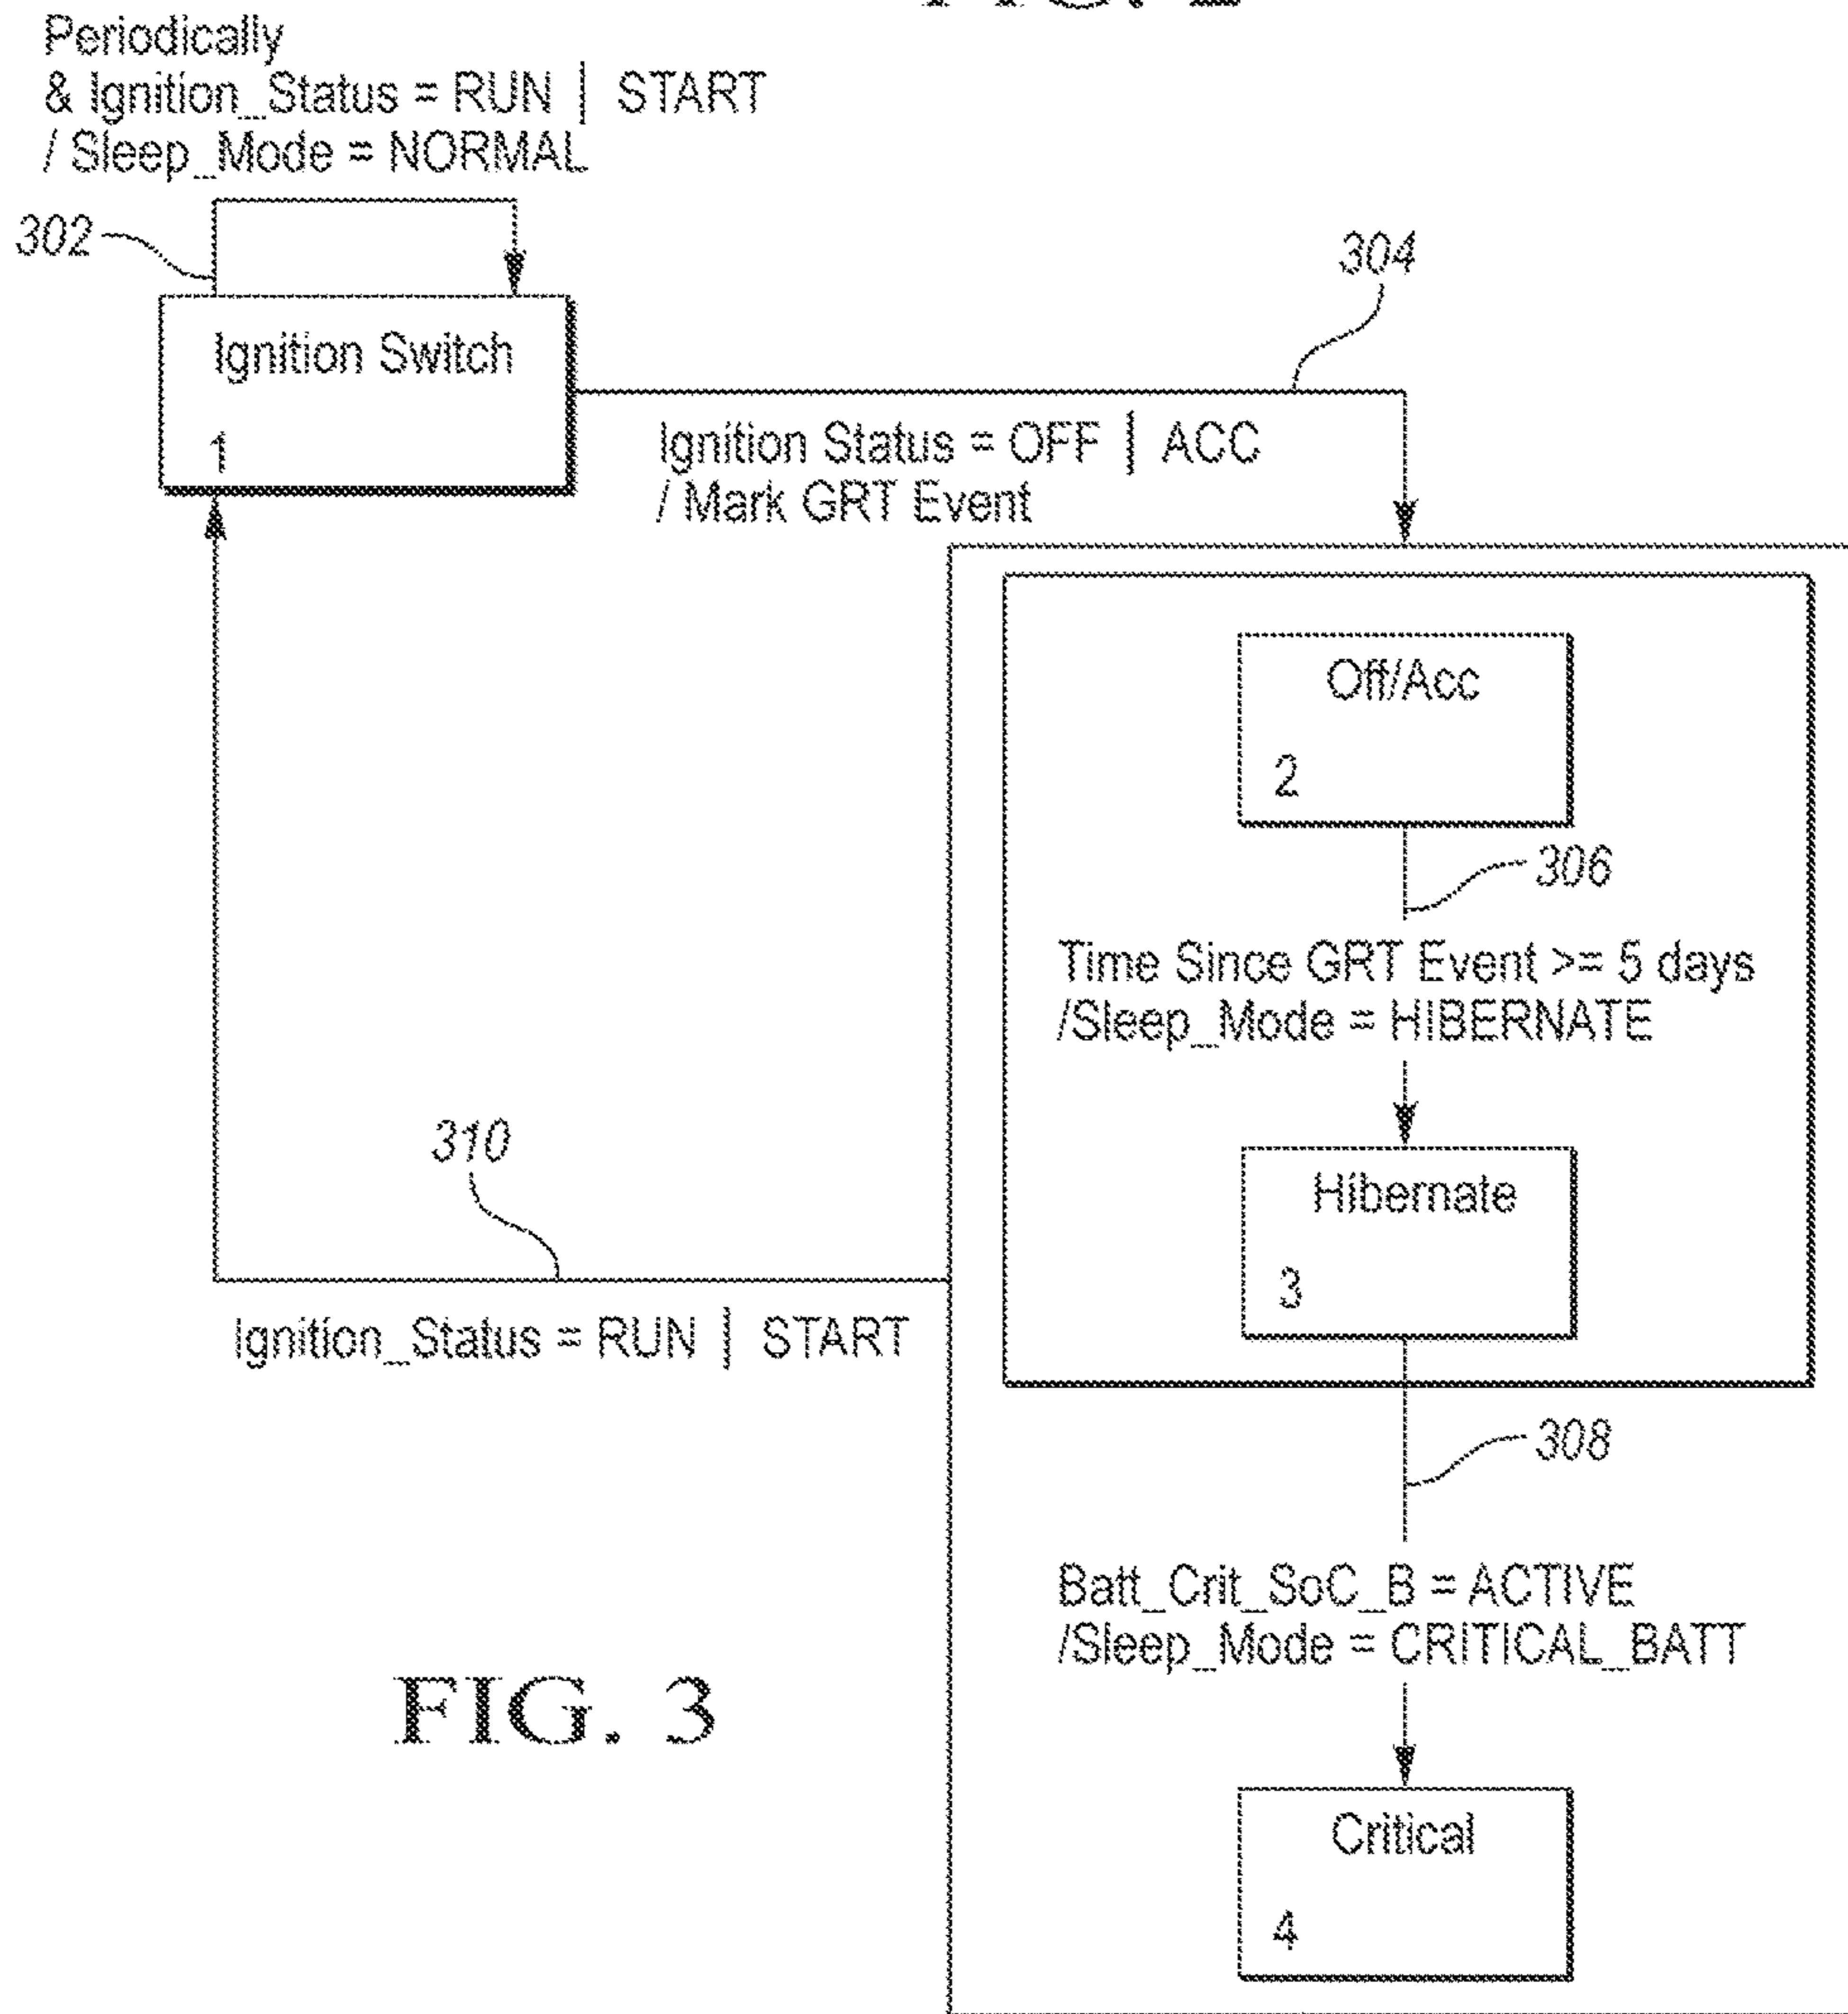 Periodically
& Ignition_Status = RUN | START
/ Sleep_Mode = NORMAL
302
304
Ignition Switch
1
Ignition Status = OFF | ACC
/ Mark GRT Event
Off/Acc
2
306
Time Since GRT Event >= 5 days
/Sleep_Mode = HIBERNATE
310
Hibernate
3
Ignition_Status = RUN | START
308
Batt_Crit_SoC_B = ACTIVE
/Sleep_Mode = CRITICAL_BATT
FIG. 3
Critical
4